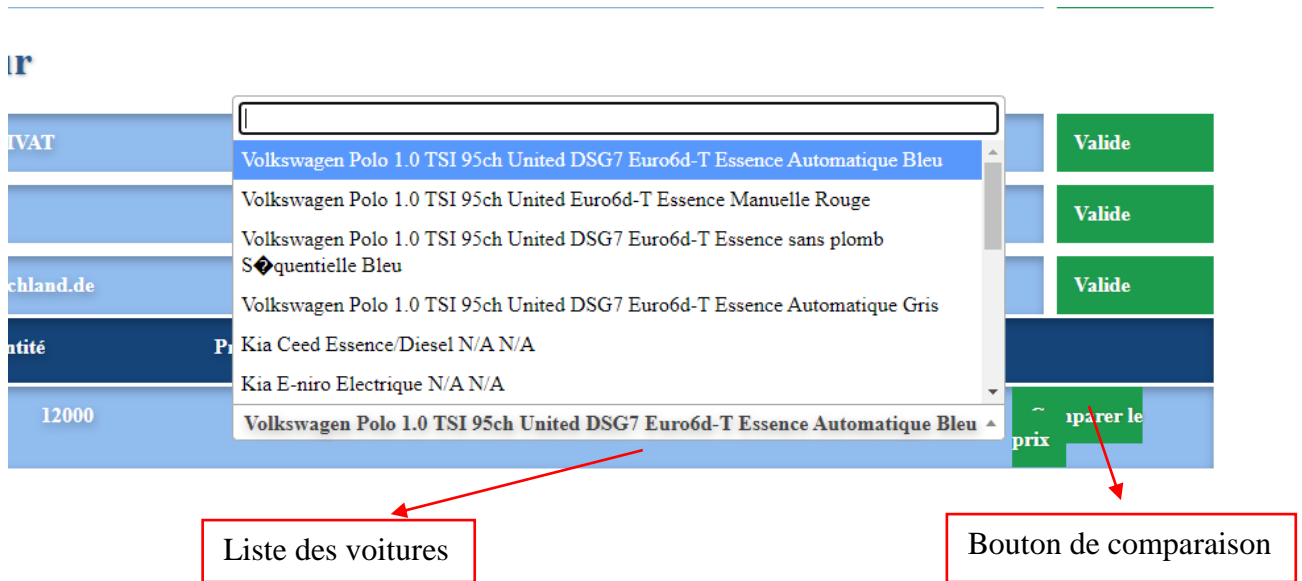 ur
IVAT
Valide
Volkswagen Polo 1.0 TSI 95ch United DSG7 Euro6d-T Essence Automatique Bleu
Volkswagen Polo 1.0 TSI 95ch United Euro6d-T Essence Manuelle Rouge
Valide
Volkswagen Polo 1.0 TSI 95ch United DSG7 Euro6d-T Essence sans plomb
S�quentielle Bleu
chland.de
Valide
Volkswagen Polo 1.0 TSI 95ch United DSG7 Euro6d-T Essence Automatique Gris
ntité
Pr
Kia Ceed Essence/Diesel N/A N/A
Kia E-niro Electrique N/A N/A
12000
Volkswagen Polo 1.0 TSI 95ch United DSG7 Euro6d-T Essence Automatique Bleu
parer le
prix
Liste des voitures
Bouton de comparaison